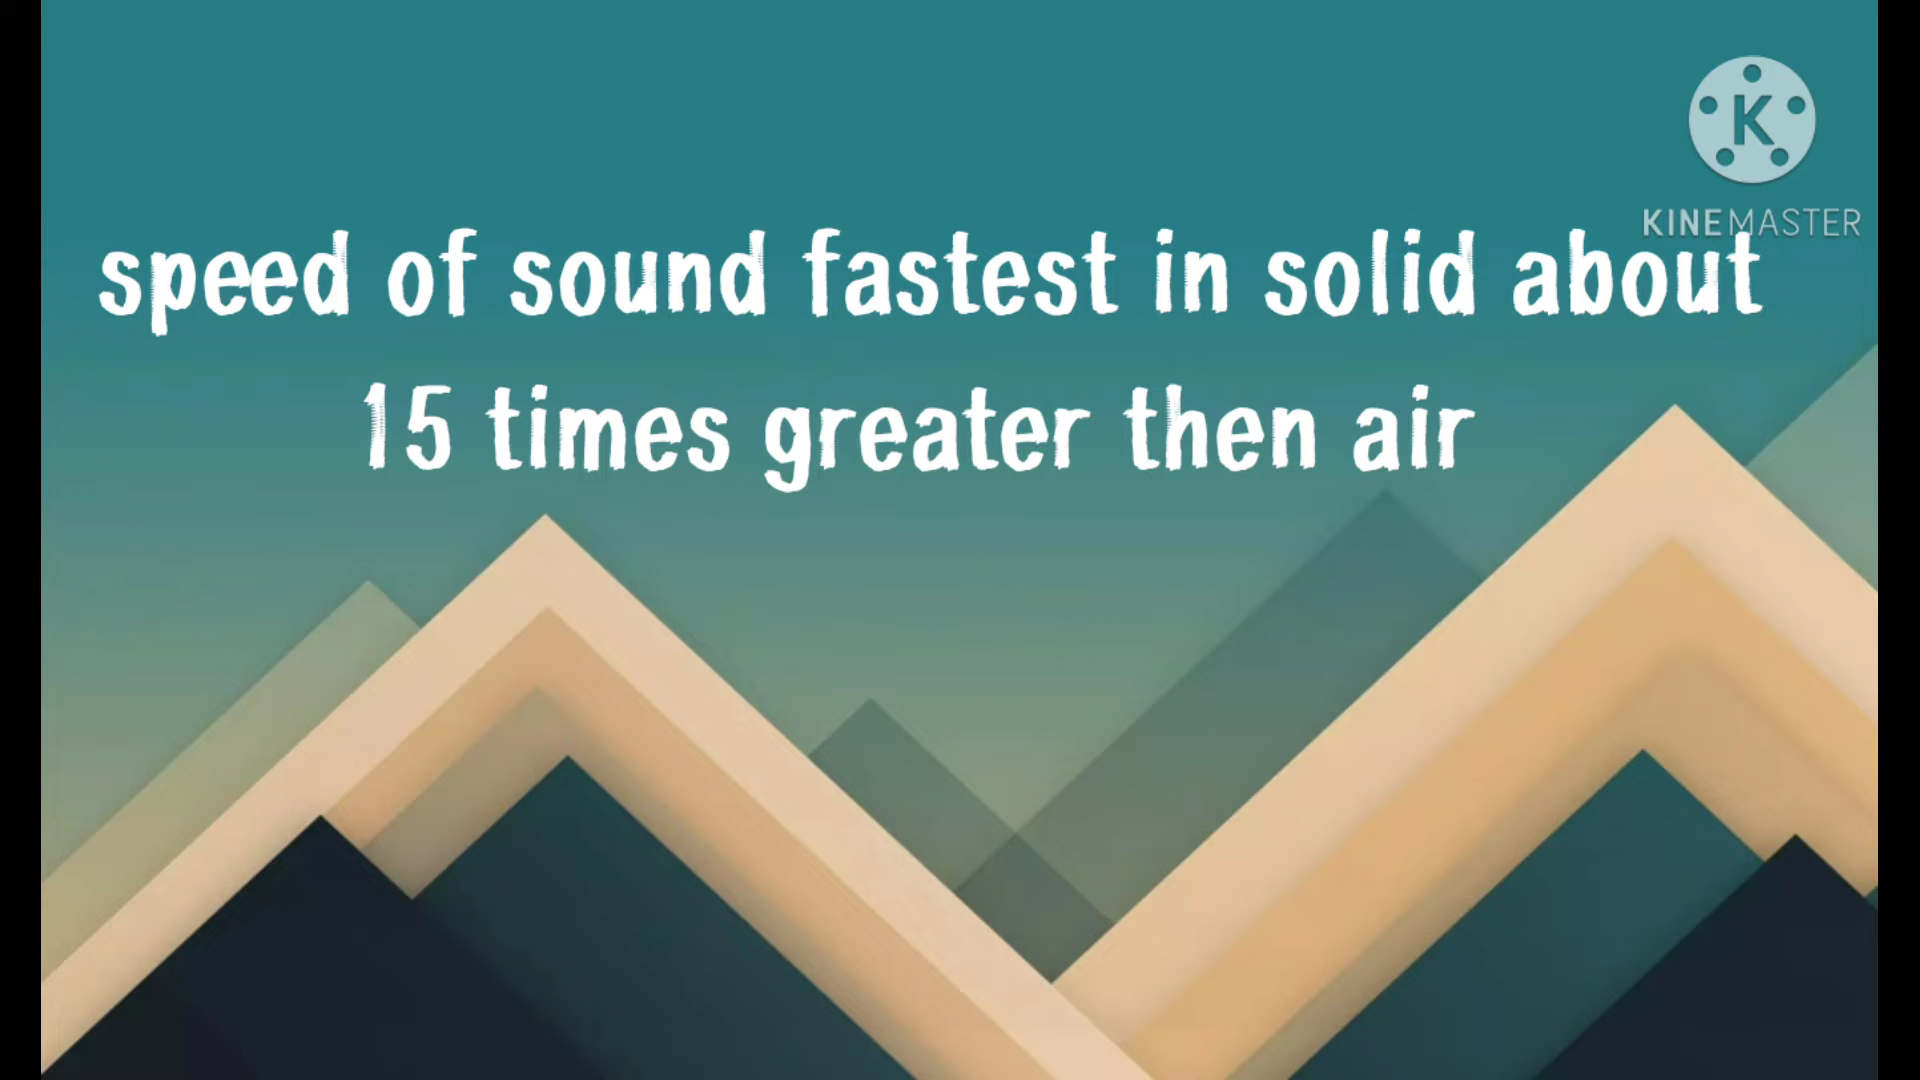 K
KINEMASTER
speed of sound fastest in solid about
15 times greater then air